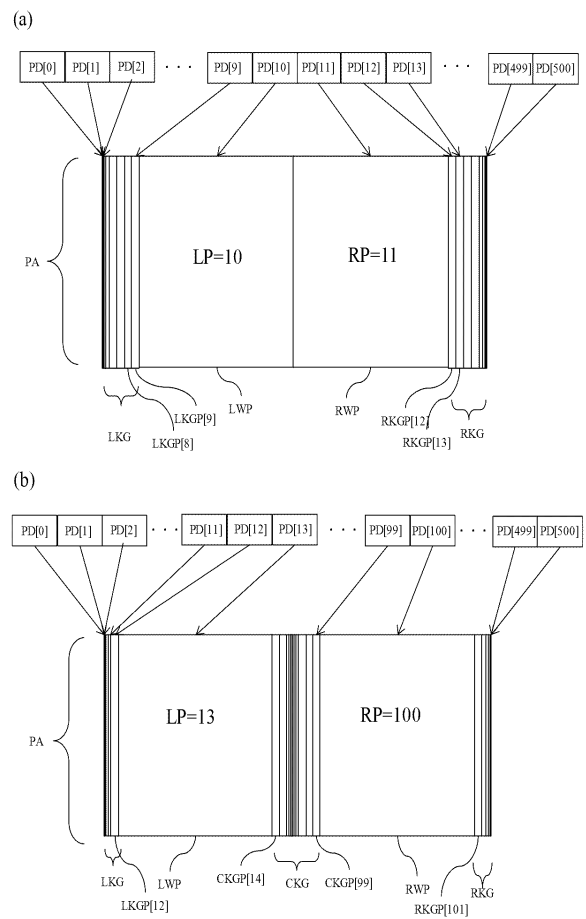 (a)
PD[0] PD[1] PD[2] · · · PD[9] PD[10] PD[11] PD[12] PD[13] · · · PD[499] PD[500]
PA
LP=10 RP=11
LKG LKGP[8] LKGP[9] LWP RWP RKGP[12] RKGP[13] RKG
(b)
PD[0] PD[1] PD[2] · · · PD[11] PD[12] PD[13] · · · PD[99] PD[100] · · · PD[499] PD[500]
PA
LP=13 RP=100
LKG LKGP[12] LWP CKGP[14] CKG CKGP[99] RWP RKGP[101] RKG